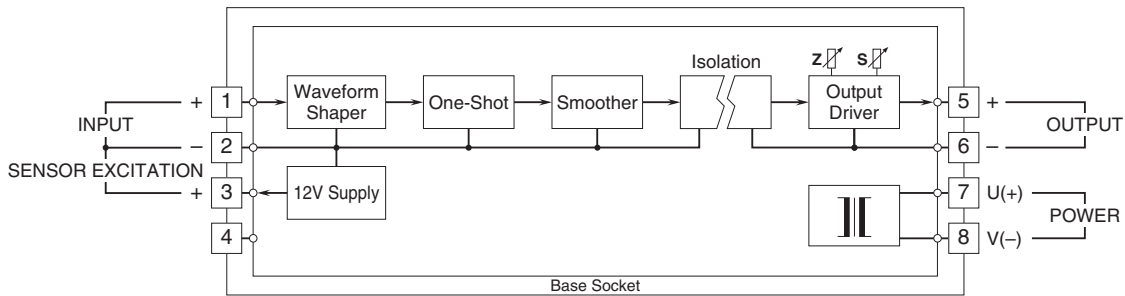 Isolation
Z
S
+
1
Waveform
Shaper
One-Shot
Smoother
Output
Driver
5
+
INPUT
OUTPUT
–
2
6
–
SENSOR EXCITATION
+
3
12V Supply
7
U(+)
POWER
4
8
V(–)
Base Socket